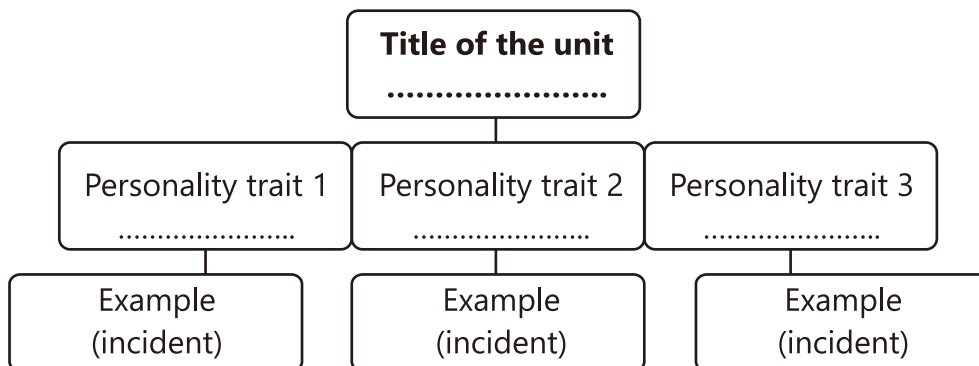 Title of the unit
.......................
Personality trait 1
.......................
Personality trait 2
.......................
Personality trait 3
.......................
Example
(incident)
Example
(incident)
Example
(incident)